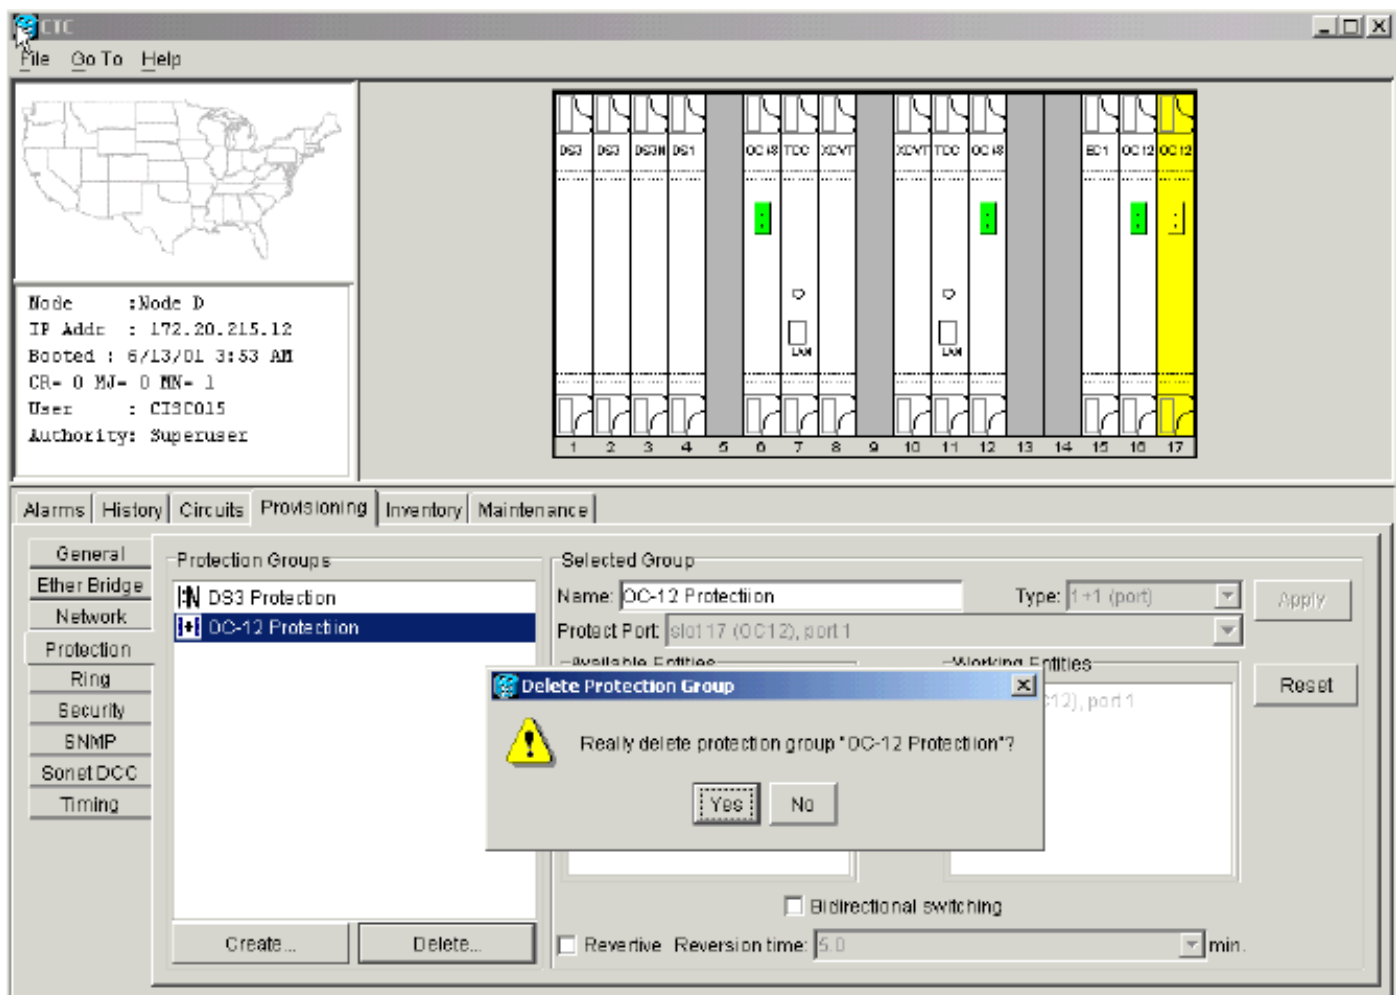 CTC
File Go To Help
DS3 DS3 DS3N DS1 OC48 TCC XCVT XCVT TCC OC48 EC1 OC12 OC12
LAN LAN
1 2 3 4 5 6 7 8 9 10 11 12 13 14 15 16 17
Node :Node D
IP Addr : 172.20.215.12
Booted : 6/13/01 3:53 AM
CR- 0 MJ- 0 MN- 1
User : CISCO15
Authority: Superuser
Alarms History Circuits Provisioning Inventory Maintenance
General
Ether Bridge
Network
Protection
Ring
Security
SNMP
Sonet DCC
Timing
Protection Groups
DS3 Protection
OC-12 Protectiion
Create...
Delete...
Selected Group
Name: OC-12 Protectiion
Type: 1+1 (port)
Apply
Protect Port: slot 17 (OC12), port 1
Available Entities
Working Entities
C12), port 1
Reset
Delete Protection Group
Really delete protection group "OC-12 Protectiion"?
Yes No
Bidirectional switching
Revertive Reversion time: 5.0 min.